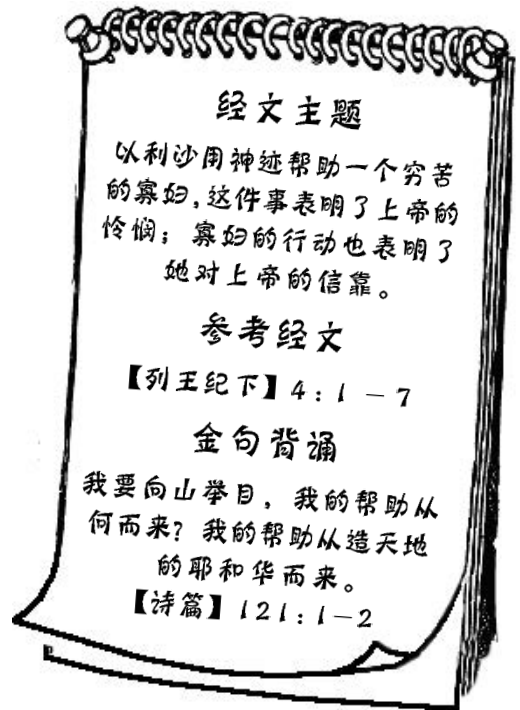 经文主题
以利沙用神迹帮助一个穷苦
的寡妇,这件事表明了上帝的
怜悯；寡妇的行动也表明了
她对上帝的信靠。
参考经文
【列王纪下】4:1-7
金句背诵
我要向山举目，我的帮助从
何而来？我的帮助从造天地
的耶和华而来。
【诗篇】121:1-2